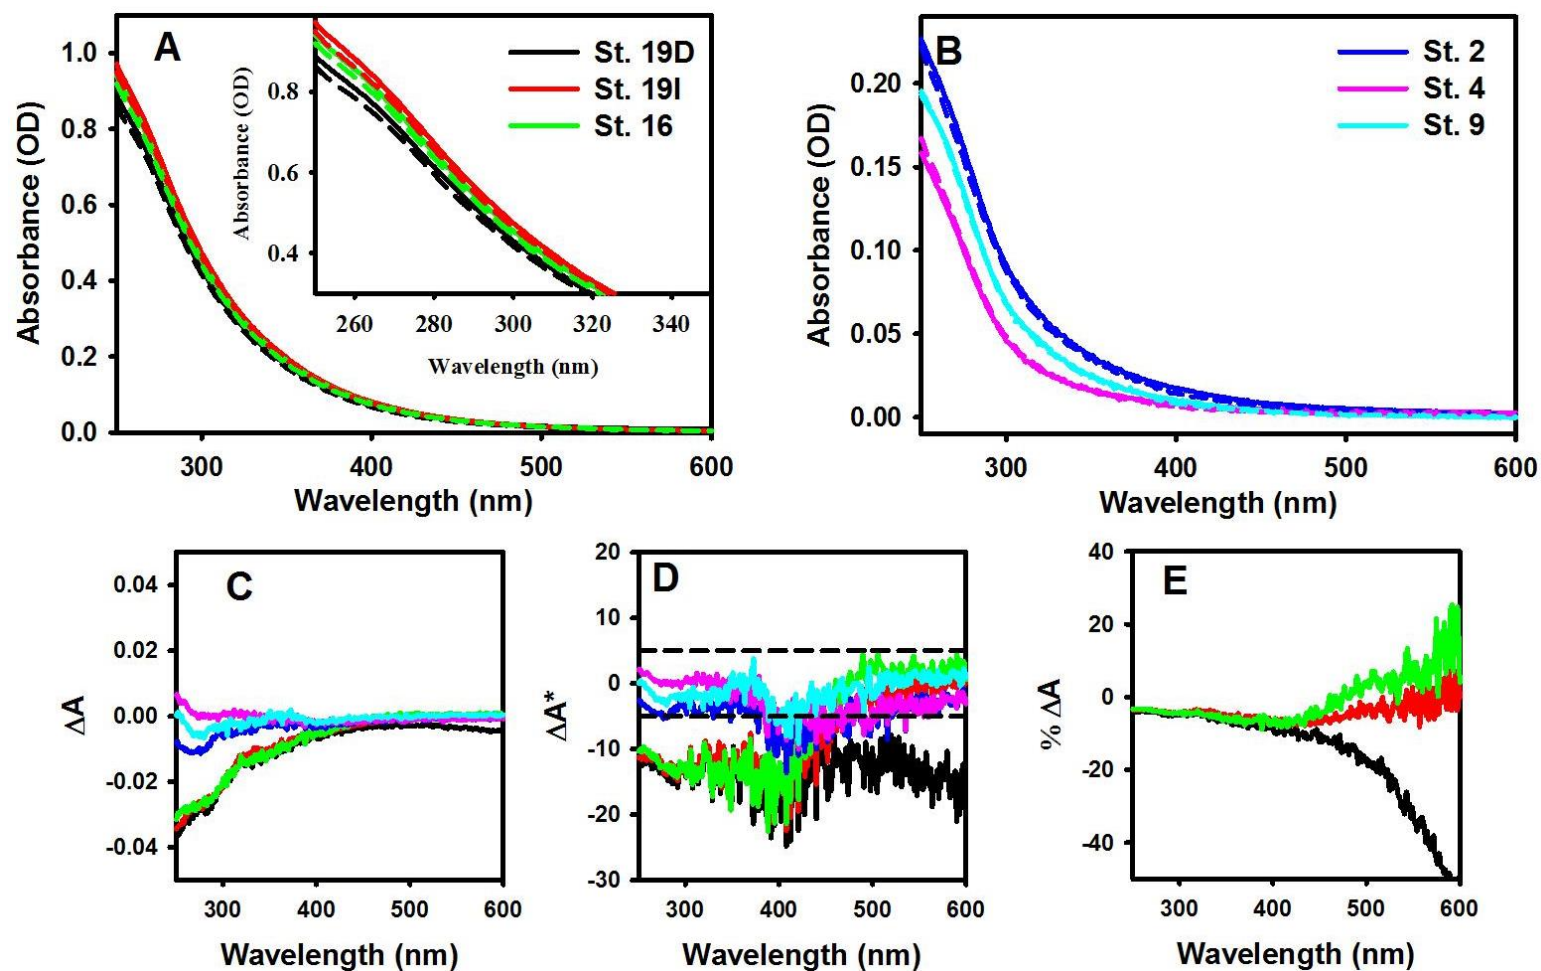 A
St. 19D
St. 19I
St. 16
Absorbance (OD)
1.0
0.8
0.6
0.4
0.2
0.0
300 400 500 600
Wavelength (nm)
Absorbance (OD)
0.8
0.6
0.4
260 280 300 320 340
Wavelength (nm)
B
St. 2
St. 4
St. 9
Absorbance (OD)
0.20
0.15
0.10
0.05
0.00
300 400 500 600
Wavelength (nm)
C
ΔA
0.04
0.02
0.00
-0.02
-0.04
300 400 500 600
Wavelength (nm)
D
ΔA*
20
10
0
-10
-20
-30
300 400 500 600
Wavelength (nm)
E
% ΔA
40
20
0
-20
-40
300 400 500 600
Wavelength (nm)